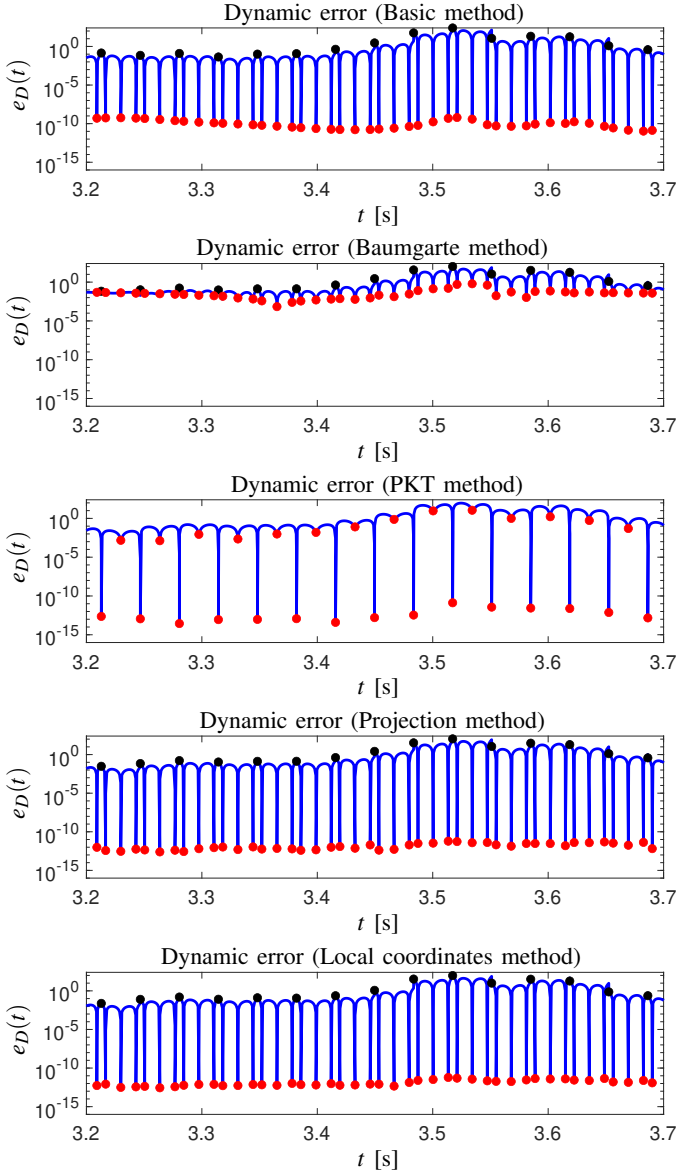 Dynamic error (Basic method)
10^0
10^-5
10^-10
10^-15
e_D(t)
3.2 3.3 3.4 3.5 3.6 3.7
t [s]
Dynamic error (Baumgarte method)
10^0
10^-5
10^-10
10^-15
e_D(t)
3.2 3.3 3.4 3.5 3.6 3.7
t [s]
Dynamic error (PKT method)
10^0
10^-5
10^-10
10^-15
e_D(t)
3.2 3.3 3.4 3.5 3.6 3.7
t [s]
Dynamic error (Projection method)
10^0
10^-5
10^-10
10^-15
e_D(t)
3.2 3.3 3.4 3.5 3.6 3.7
t [s]
Dynamic error (Local coordinates method)
10^0
10^-5
10^-10
10^-15
e_D(t)
3.2 3.3 3.4 3.5 3.6 3.7
t [s]